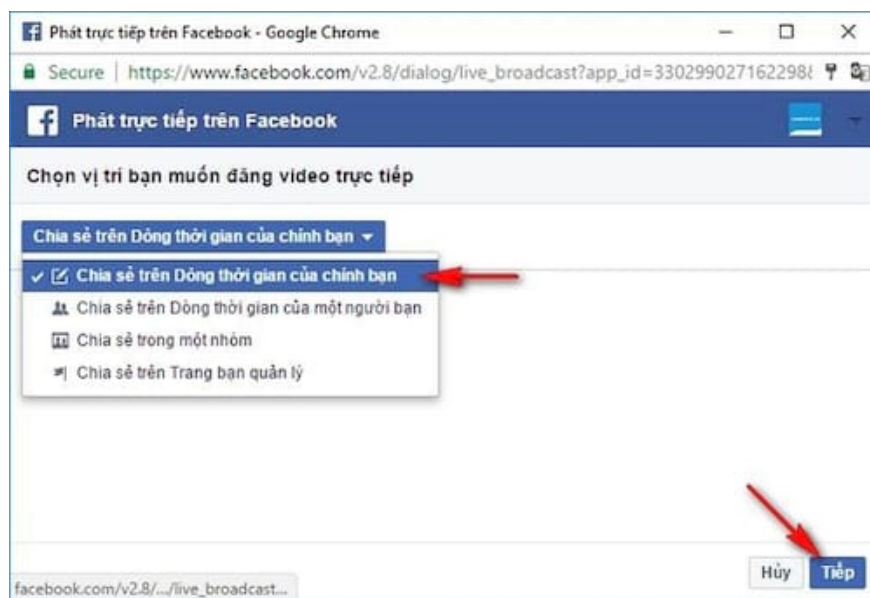 Phát trực tiếp trên Facebook - Google Chrome
Secure | https://www.facebook.com/v2.8/dialog/live_broadcast?app_id=330299027162298
Phát trực tiếp trên Facebook
Chọn vị trí bạn muốn đăng video trực tiếp
Chia sẻ trên Dòng thời gian của chính bạn
Chia sẻ trên Dòng thời gian của chính bạn
Chia sẻ trên Dòng thời gian của một người bạn
Chia sẻ trong một nhóm
Chia sẻ trên Trang bạn quản lý
Hủy Tiếp
facebook.com/v2.8/.../live_broadcast...